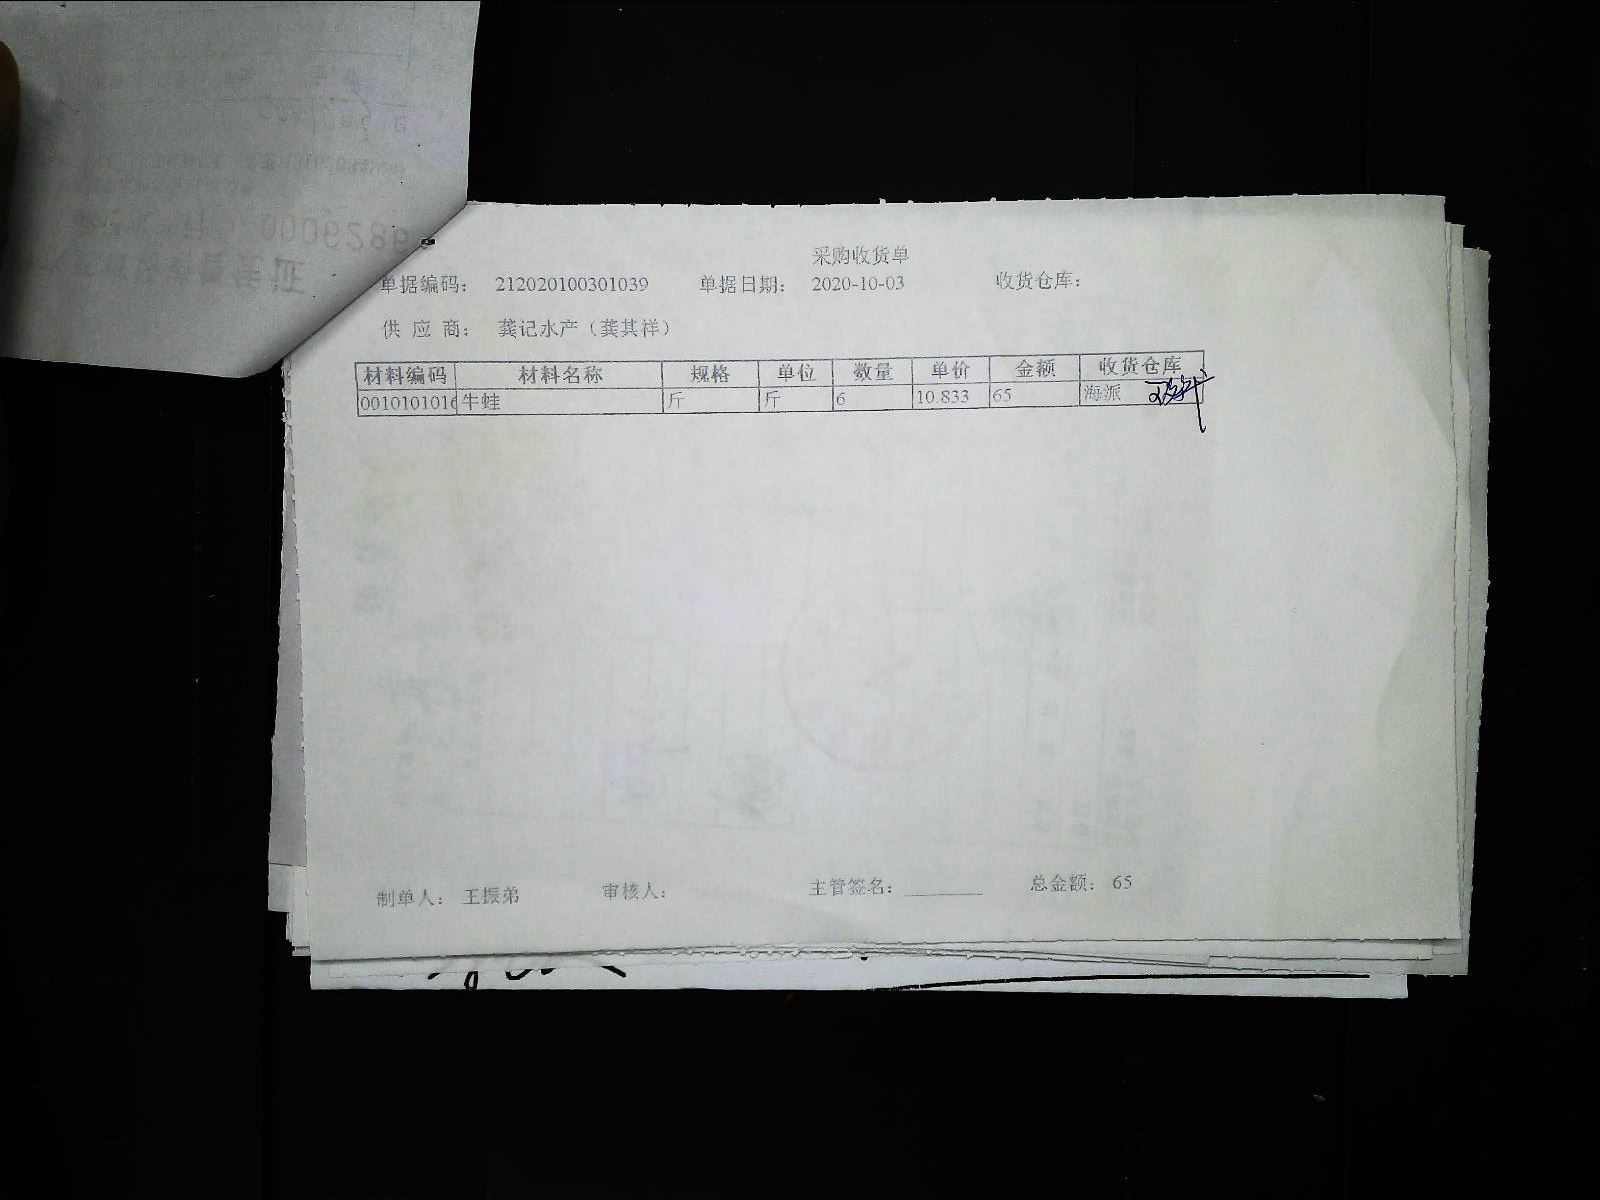 0006286
采购收货单
单据编码： 212020100301039 单据日期： 2020-10-03 收货仓库：
供 应 商： 龚记水产（龚其祥）
材料编码 材料名称 规格 单位 数量 单价 金额 收货仓库
0010101016 牛蛙 斤 斤 6 10.833 65 海派
制单人： 王振弟 审核人： 主管签名： 总金额： 65